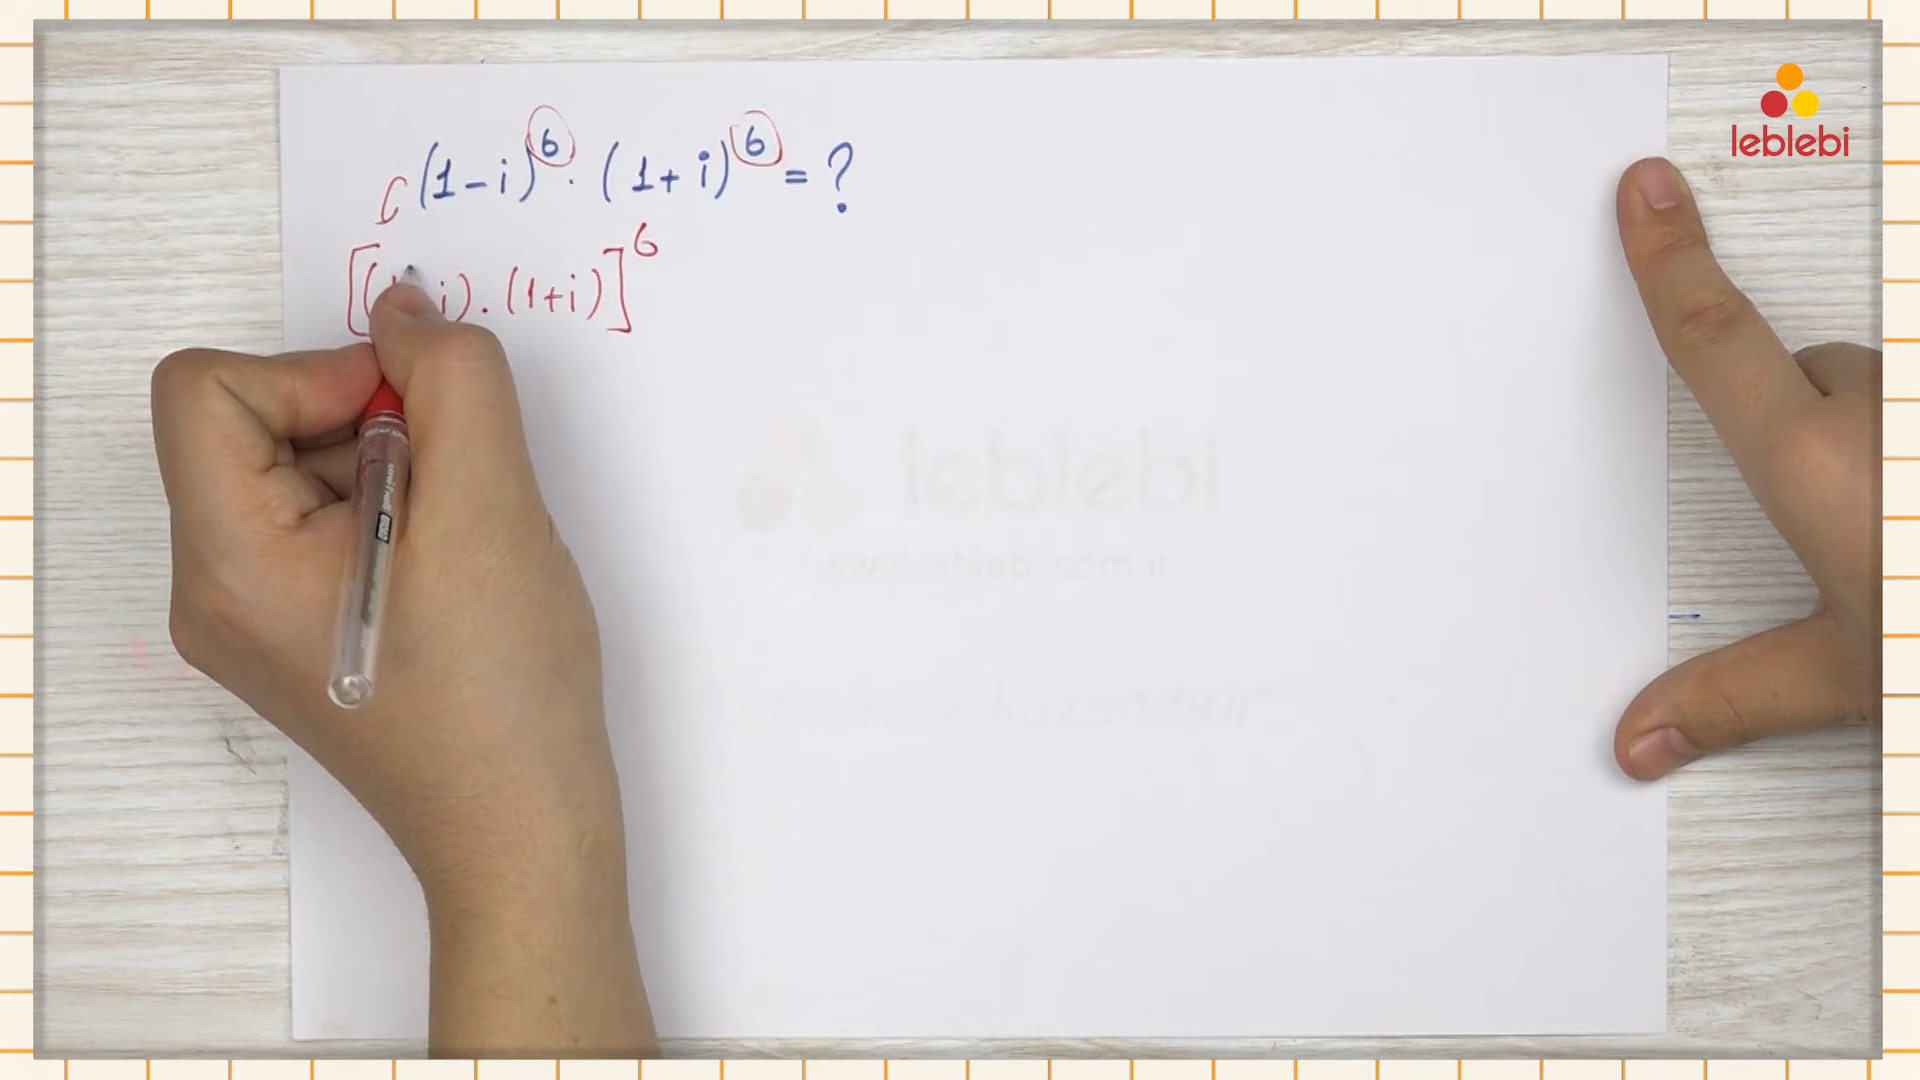 leblebi
(1-i)^6 . (1+i)^6 = ?
[( i) . (1+i)]^6